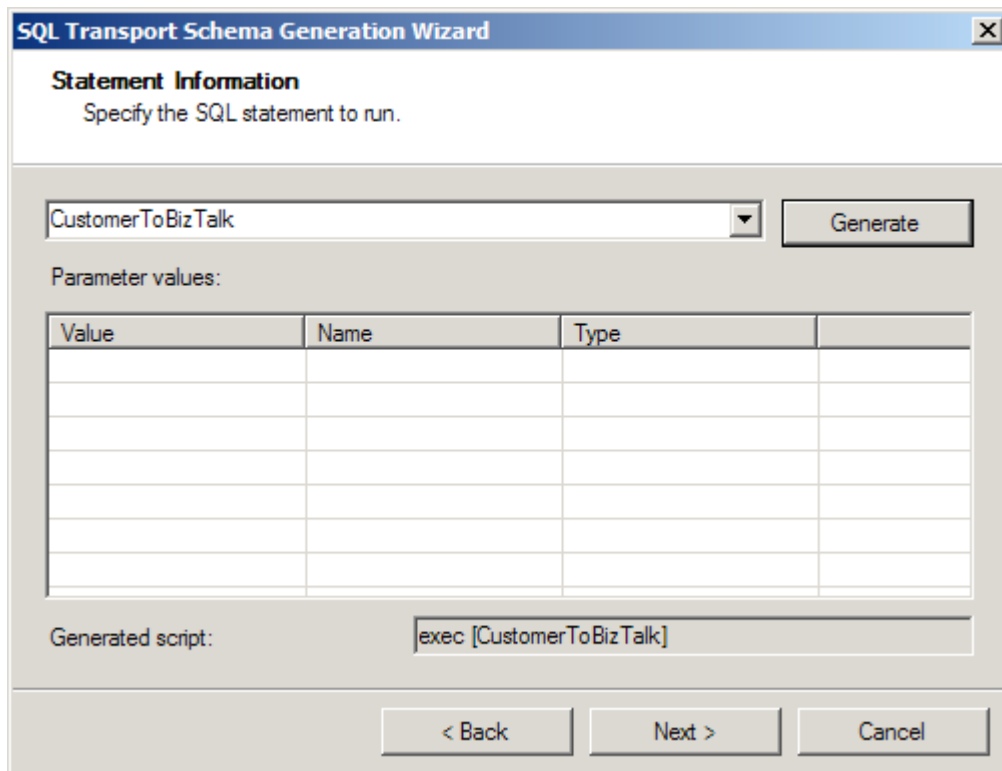 SQL Transport Schema Generation Wizard
Statement Information
Specify the SQL statement to run.
CustomerToBizTalk
Generate
Parameter values:
Value Name Type
Generated script: exec [CustomerToBizTalk]
< Back Next > Cancel